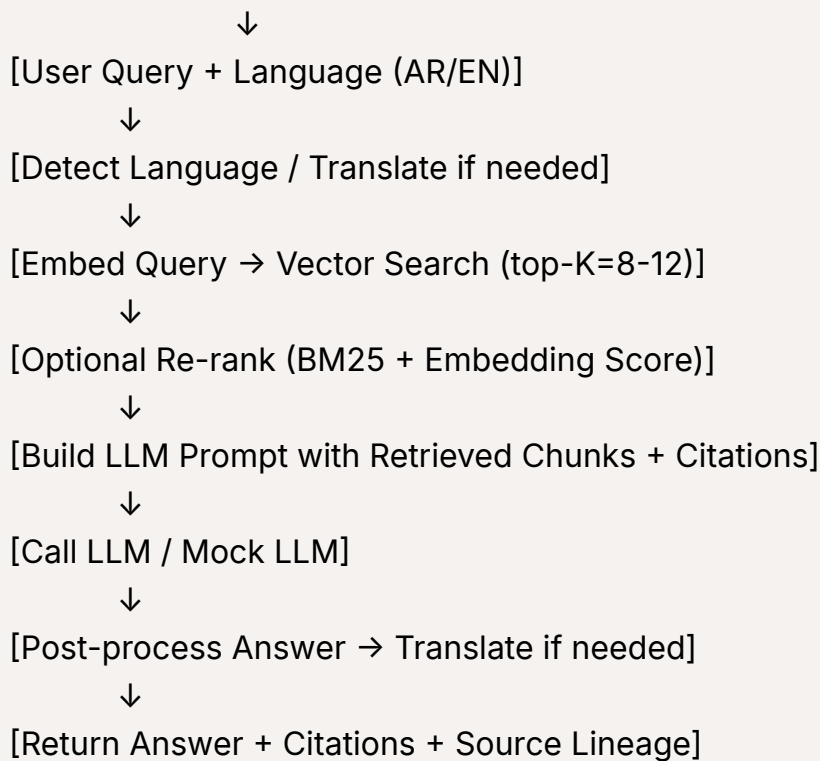 ↓
[User Query + Language (AR/EN)]
↓
[Detect Language / Translate if needed]
↓
[Embed Query → Vector Search (top-K=8-12)]
↓
[Optional Re-rank (BM25 + Embedding Score)]
↓
[Build LLM Prompt with Retrieved Chunks + Citations]
↓
[Call LLM / Mock LLM]
↓
[Post-process Answer → Translate if needed]
↓
[Return Answer + Citations + Source Lineage]